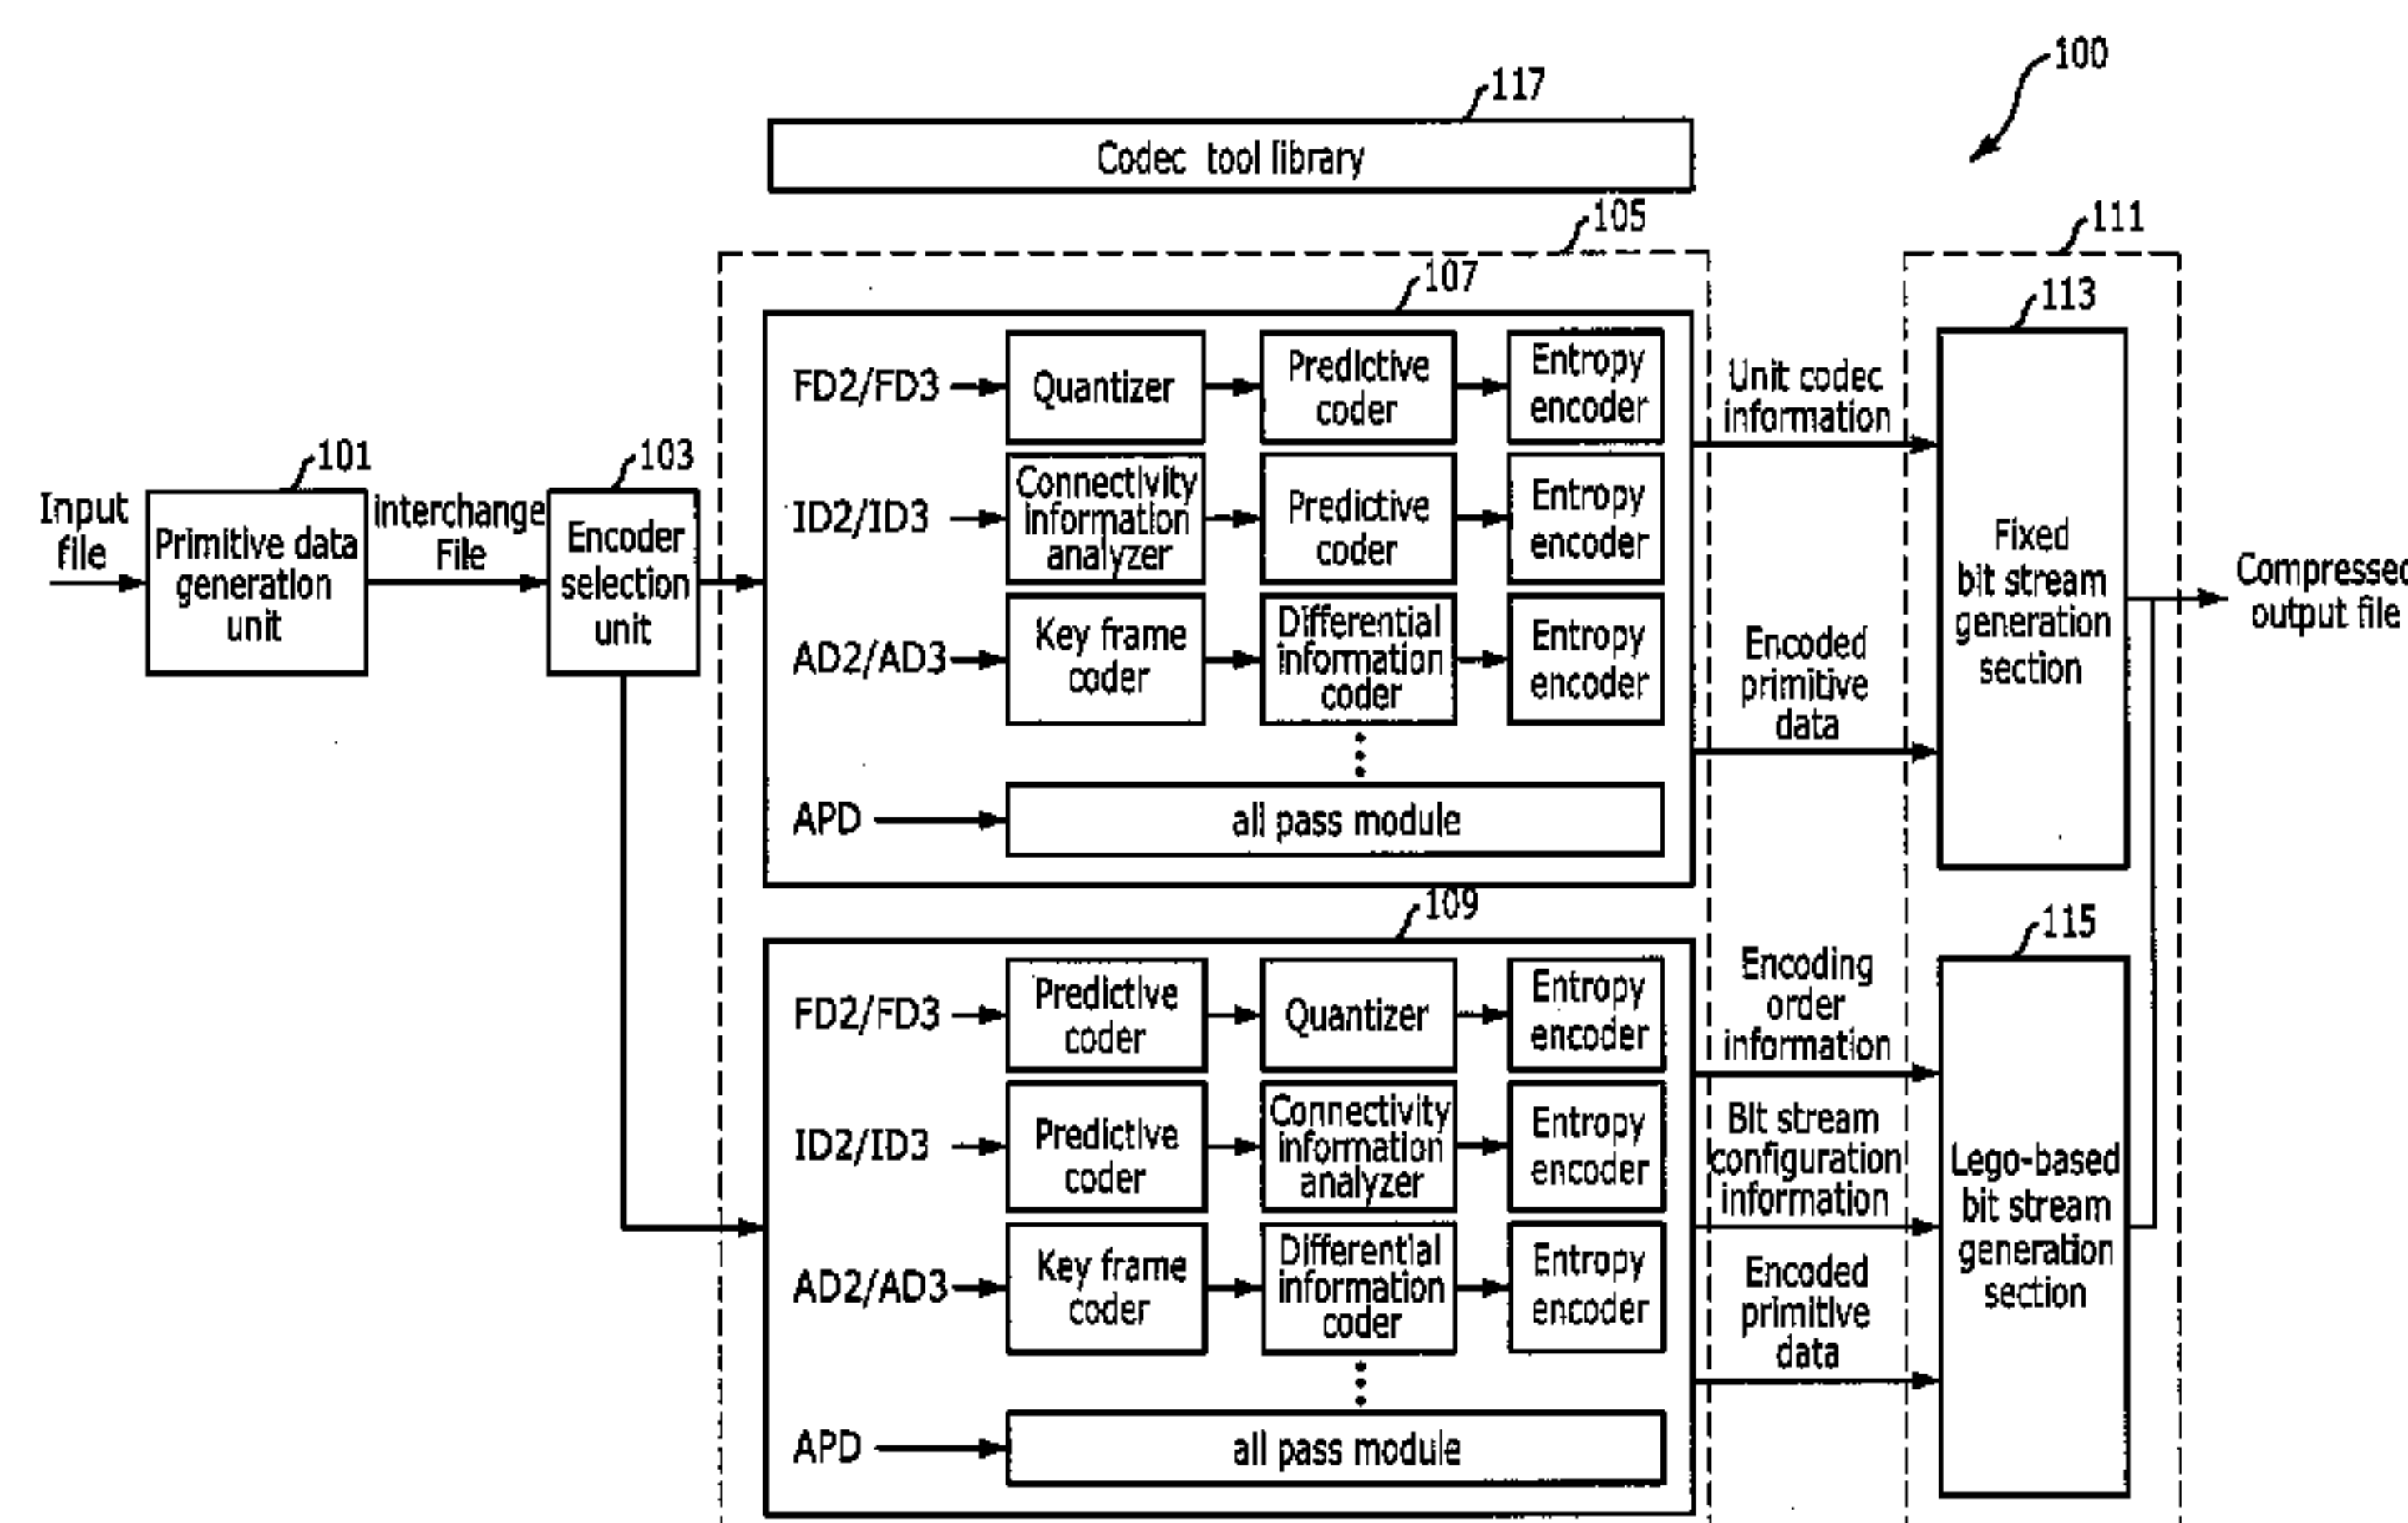 100
117
Codec tool library
105
111
107
113
FD2/FD3
Quantizer
Predictive
coder
Entropy
encoder
Unit codec
information
101
103
Input
file
Primitive data
generation
unit
interchange
File
Encoder
selection
unit
ID2/ID3
Connectivity
information
analyzer
Predictive
coder
Entropy
encoder
Fixed
bit stream
generation
section
Compressed
output file
AD2/AD3
Key frame
coder
Differential
information
coder
Entropy
encoder
Encoded
primitive
data
APD
all pass module
109
115
FD2/FD3
Predictive
coder
Quantizer
Entropy
encoder
Encoding
order
information
ID2/ID3
Predictive
coder
Connectivity
information
analyzer
Entropy
encoder
Bit stream
configuration
information
Lego-based
bit stream
generation
section
AD2/AD3
Key frame
coder
Differential
information
coder
Entropy
encoder
Encoded
primitive
data
APD
all pass module